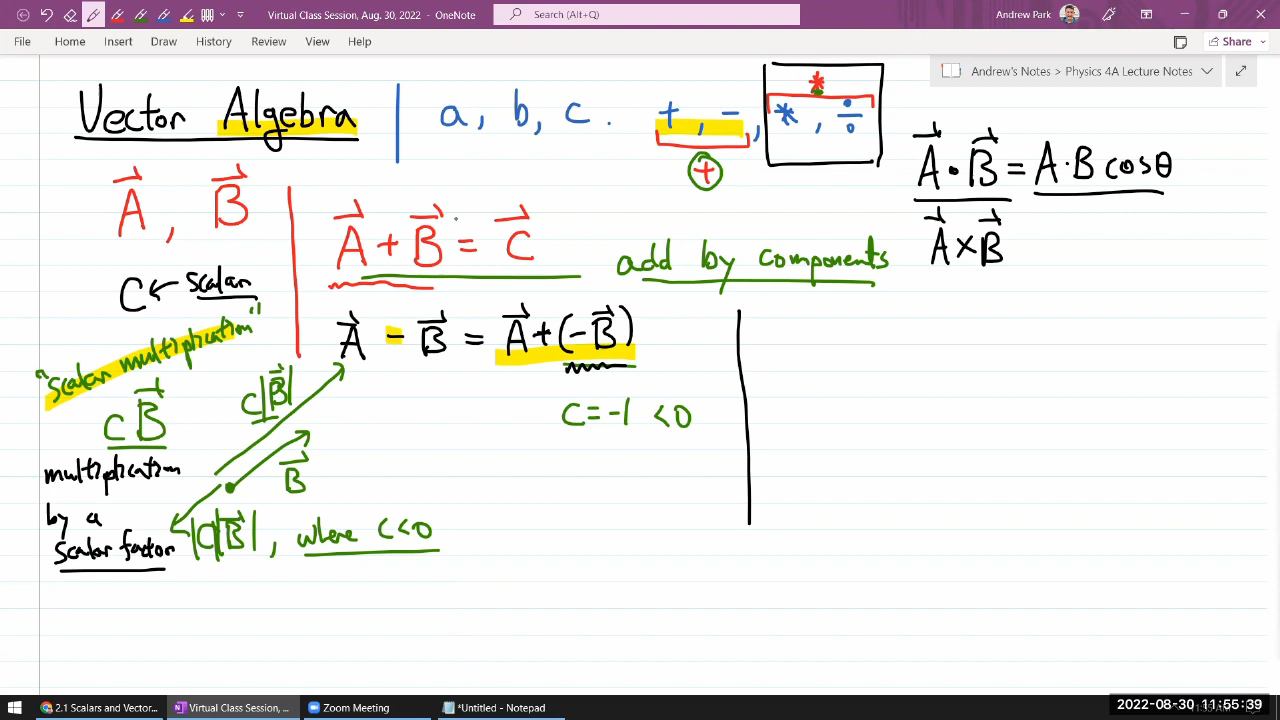 Virtual Class Session, Aug. 30, 2022 - OneNote
Search (Alt+Q)
Andrew Park
File Home Insert Draw History Review View Help
Share
Andrew's Notes > Physics 4A Lecture Notes
Vector Algebra
a, b, c. +, -, *, ÷
*
+
A⃗ , B⃗
A⃗ + B⃗ = C⃗
A⃗ • B⃗ = A·B cosθ
A⃗ × B⃗
add by components
C ← scalar
A⃗ - B⃗ = A⃗ + (-B⃗)
"Scalar multiplication"
C B⃗
C|B⃗|
B⃗
C = -1 < 0
multiplication
by a
scalar factor
|C|B⃗|, where C<0
2.1 Scalars and Vector...
Virtual Class Session, ...
Zoom Meeting
*Untitled - Notepad
2022-08-30 11:55:39